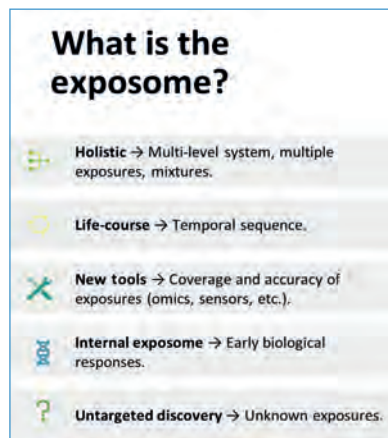 What is the
exposome?
Holistic → Multi-level system, multiple
exposures, mixtures.
Life-course → Temporal sequence.
New tools → Coverage and accuracy of
exposures (omics, sensors, etc.).
Internal exposome → Early biological
responses.
Untargeted discovery → Unknown exposures.